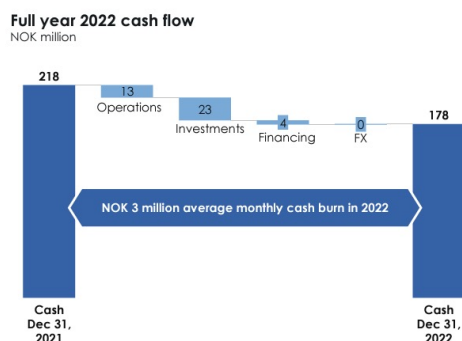 Full year 2022 cash flow
NOK million
218
13
Operations
23
Investments
4
Financing
0
FX
178
NOK 3 million average monthly cash burn in 2022
Cash
Dec 31,
2021
Cash
Dec 31,
2022